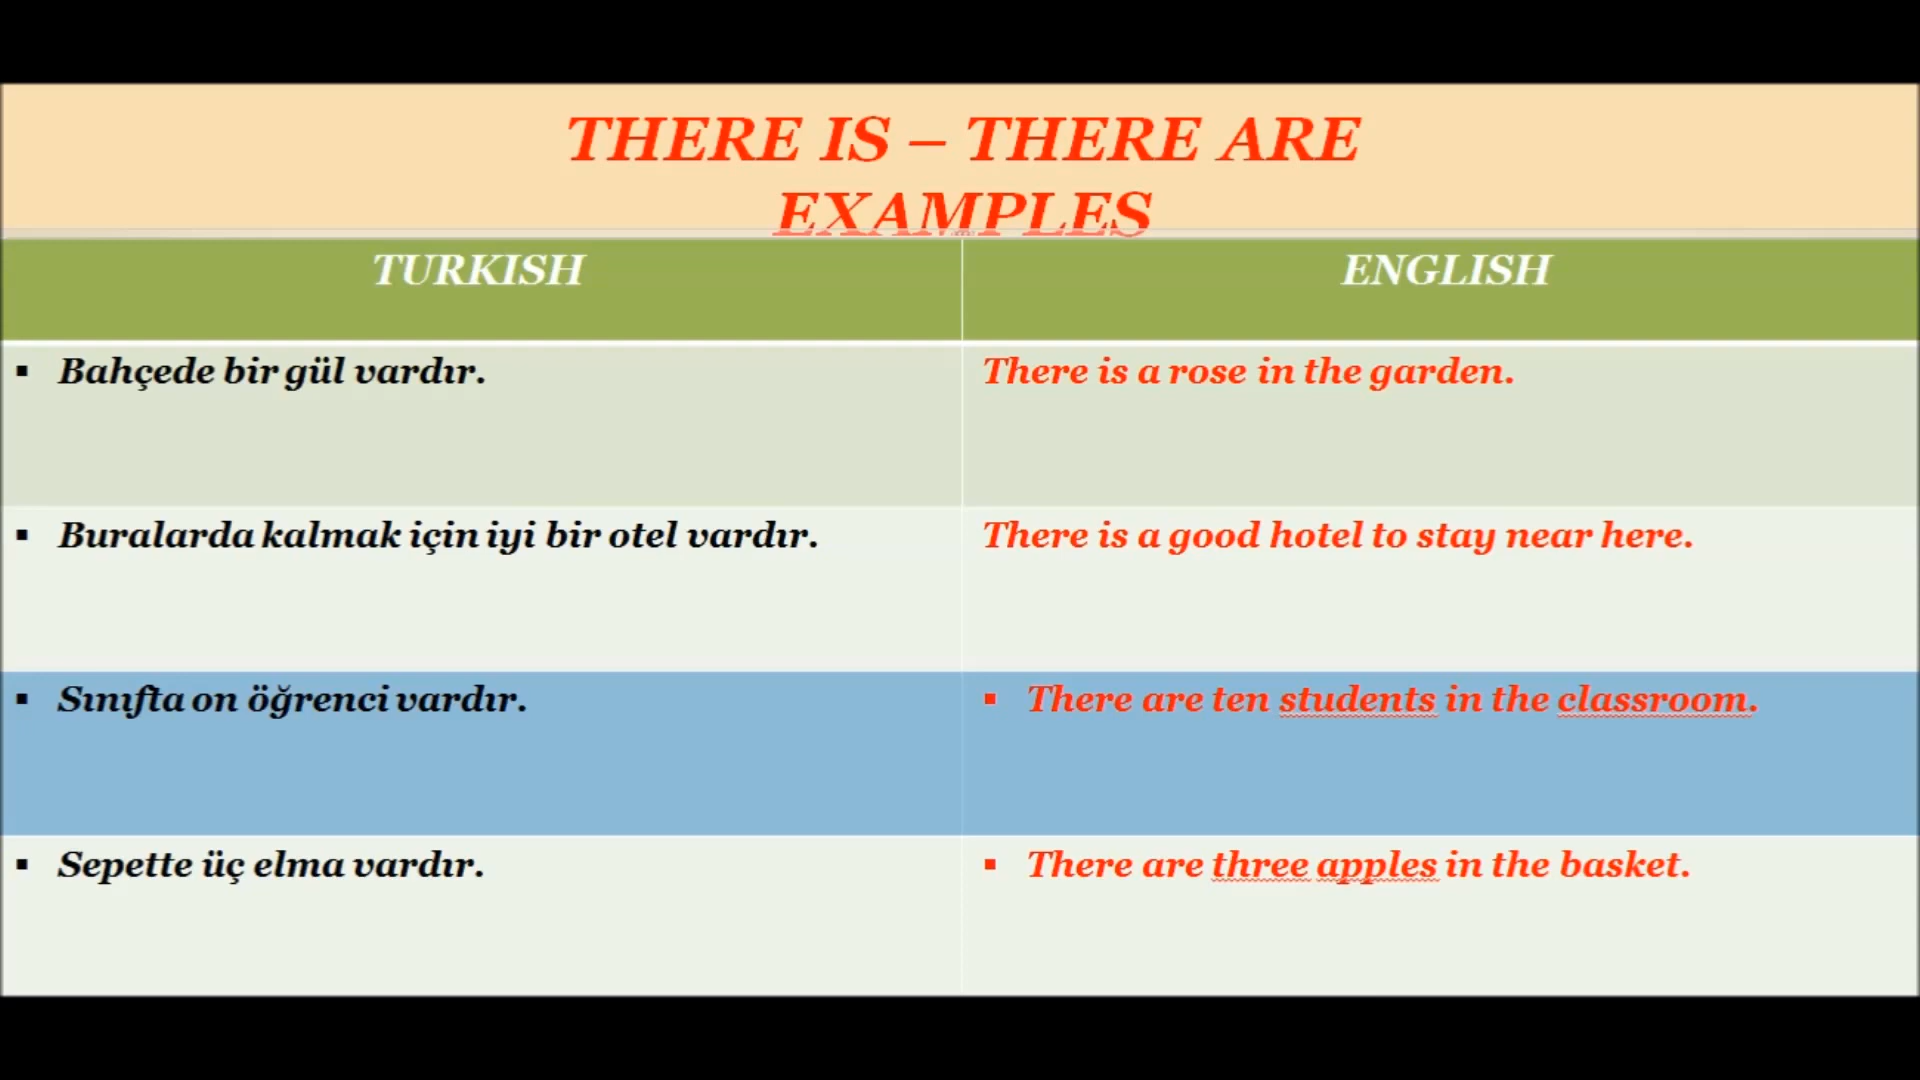 THERE IS – THERE ARE
EXAMPLES
TURKISH
ENGLISH
▪ Bahçede bir gül vardır.
There is a rose in the garden.
▪ Buralarda kalmak için iyi bir otel vardır.
There is a good hotel to stay near here.
▪ Sınıfta on öğrenci vardır.
▪ There are ten students in the classroom.
▪ Sepette üç elma vardır.
▪ There are three apples in the basket.